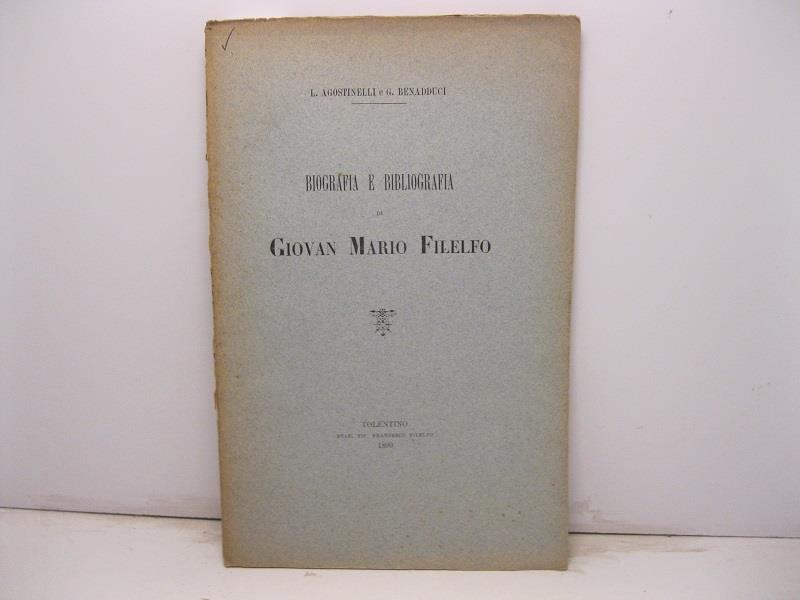 L. AGOSTINELLI e G. BENADDUCI
BIOGRAFIA E BIBLIOGRAFIA
DI
GIOVAN MARIO FILELFO
TOLENTINO
STAB. TIP. FRANCESCO FILELFO
1899